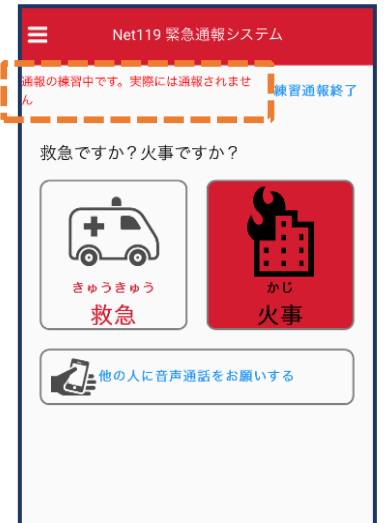 Net119 緊急通報システム
通報の練習中です。実際には通報されませ
ん
練習通報終了
救急ですか？火事ですか？
きゅうきゅう
救急
かじ
火事
他の人に音声通話をお願いする